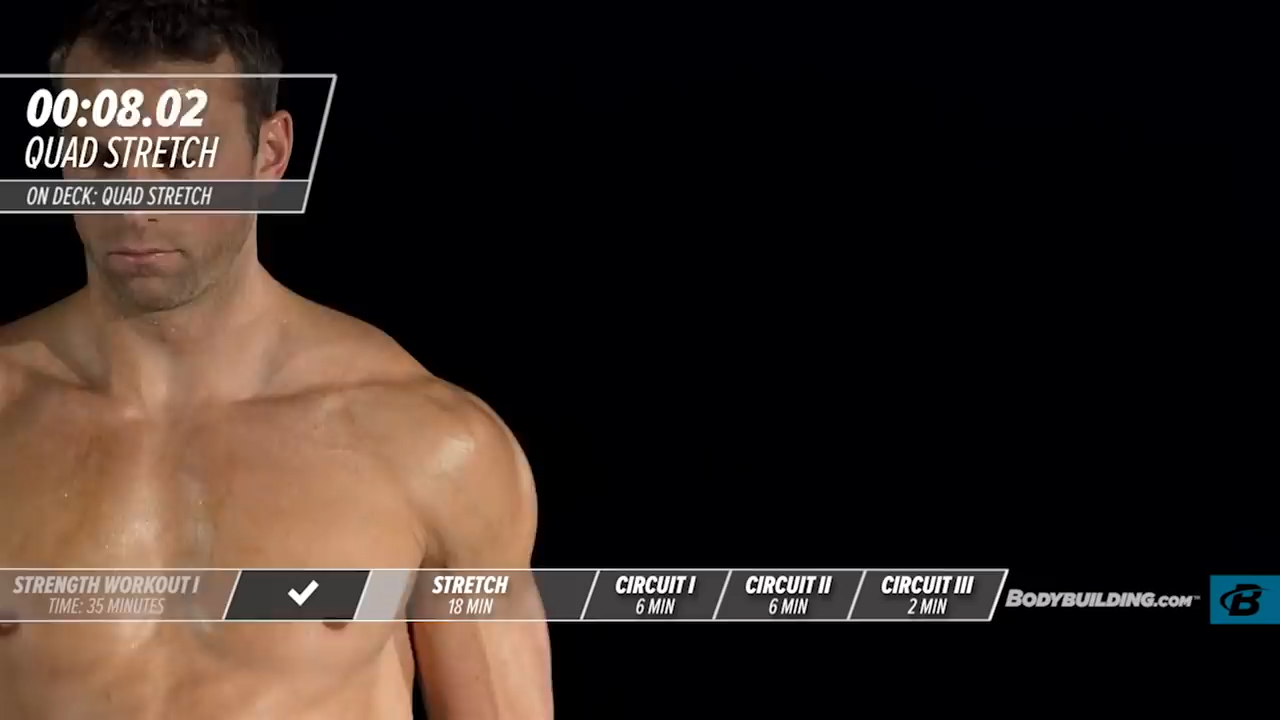 00:08.02
QUAD STRETCH
ON DECK: QUAD STRETCH
STRENGTH WORKOUT I
TIME: 35 MINUTES
STRETCH
18 MIN
CIRCUIT I
6 MIN
CIRCUIT II
6 MIN
CIRCUIT III
2 MIN
BODYBUILDING.COM™
B